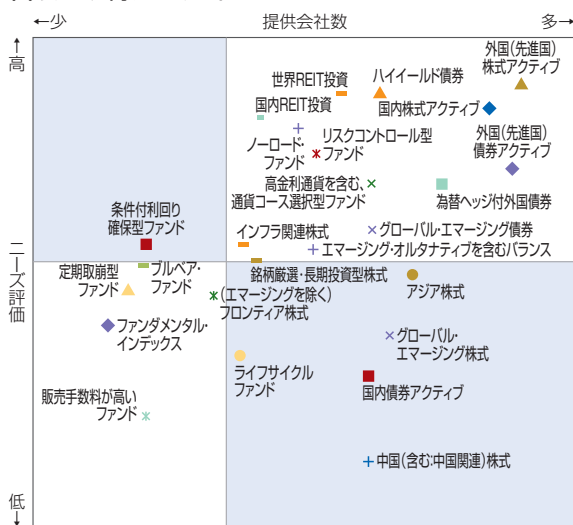 ←少
提供会社数
多→
↑
高
ニーズ評価
低
↓
外国(先進国)
株式アクティブ
世界REIT投資
ハイイールド債券
国内REIT投資
国内株式アクティブ
ノーロード・
ファンド
リスクコントロール型
ファンド
外国(先進国)
債券アクティブ
高金利通貨を含む、
通貨コース選択型ファンド
為替ヘッジ付外国債券
条件付利回り
確保型ファンド
インフラ関連株式
グローバル・エマージング債券
エマージング・オルタナティブを含むバランス
定期取崩型
ファンド
ブルベア・
ファンド
銘柄厳選・長期投資型株式
アジア株式
(エマージングを除く)
フロンティア株式
ファンダメンタル・
インデックス
グローバル・
エマージング株式
ライフサイクル
ファンド
国内債券アクティブ
販売手数料が高い
ファンド
中国(含む:中国関連)株式